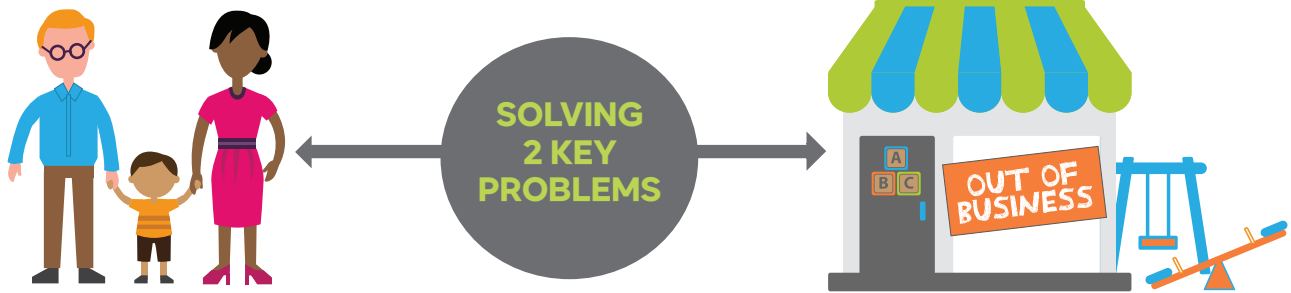 SOLVING
2 KEY
PROBLEMS
A
B C
OUT OF
BUSINESS